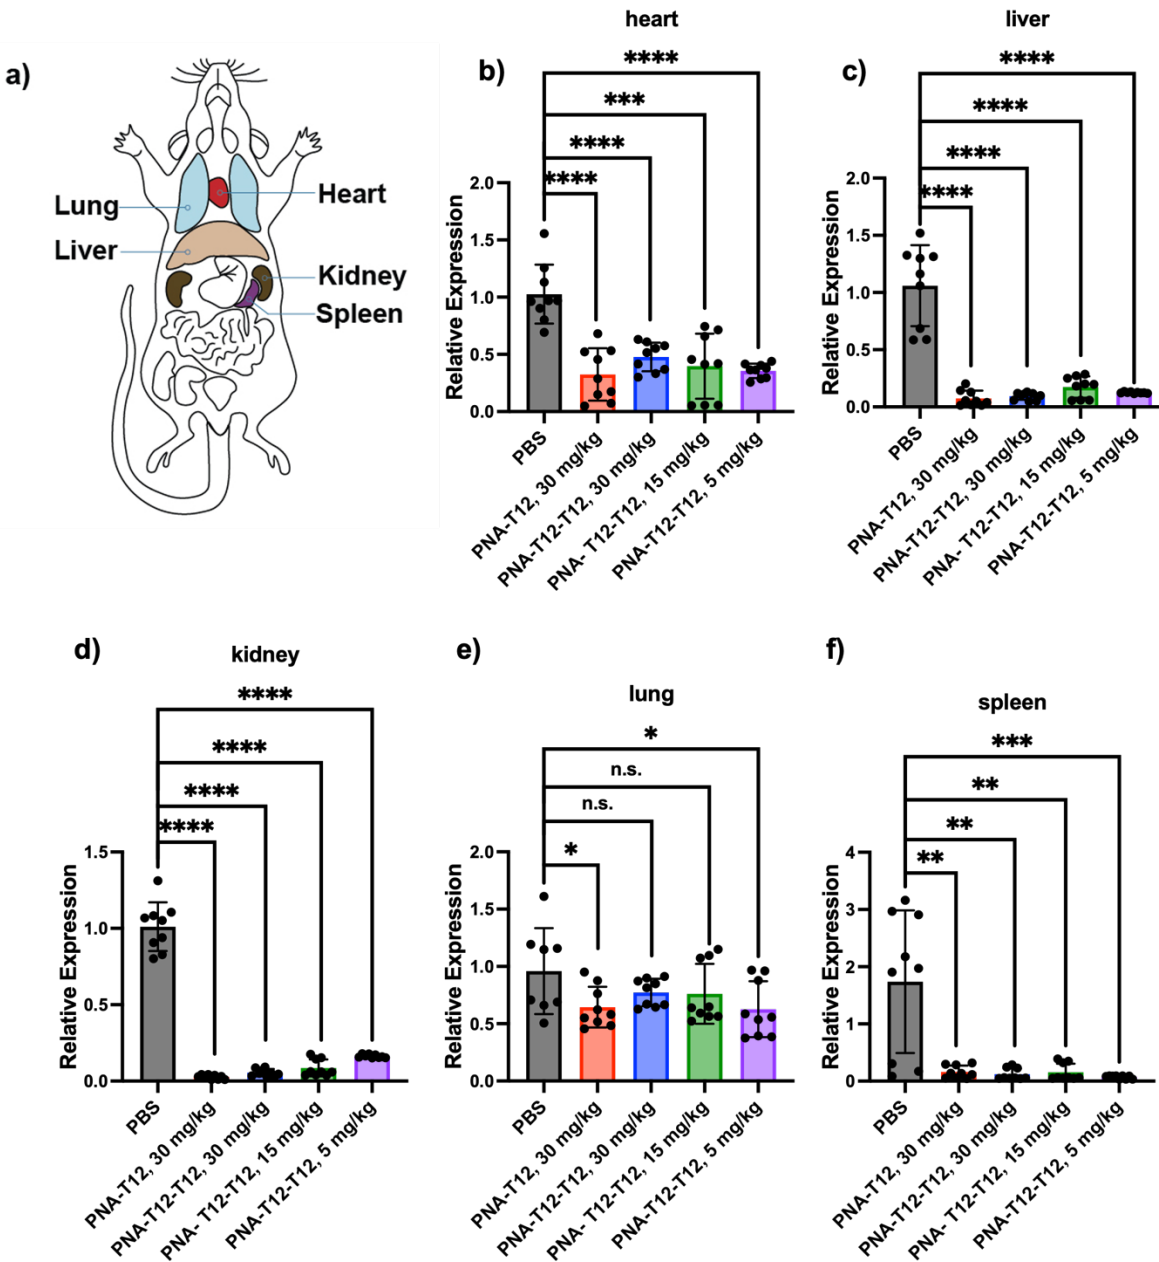 a)
Lung
Liver
Heart
Kidney
Spleen
b)
heart
****
***
****
****
Relative Expression
2.0
1.5
1.0
0.5
0.0
PBS
PNA-T12, 30 mg/kg
PNA-T12-T12, 30 mg/kg
PNA- T12-T12, 15 mg/kg
PNA-T12-T12, 5 mg/kg
c)
liver
****
****
****
****
Relative Expression
2.0
1.5
1.0
0.5
0.0
PBS
PNA-T12, 30 mg/kg
PNA-T12-T12, 30 mg/kg
PNA- T12-T12, 15 mg/kg
PNA-T12-T12, 5 mg/kg
d)
kidney
****
****
****
****
Relative Expression
1.5
1.0
0.5
0.0
PBS
PNA-T12, 30 mg/kg
PNA-T12-T12, 30 mg/kg
PNA- T12-T12, 15 mg/kg
PNA-T12-T12, 5 mg/kg
e)
lung
*
n.s.
n.s.
*
Relative Expression
2.0
1.5
1.0
0.5
0.0
PBS
PNA-T12, 30 mg/kg
PNA-T12-T12, 30 mg/kg
PNA- T12-T12, 15 mg/kg
PNA-T12-T12, 5 mg/kg
f)
spleen
***
**
**
**
Relative Expression
4
3
2
1
0
PBS
PNA-T12, 30 mg/kg
PNA-T12-T12, 30 mg/kg
PNA- T12-T12, 15 mg/kg
PNA-T12-T12, 5 mg/kg